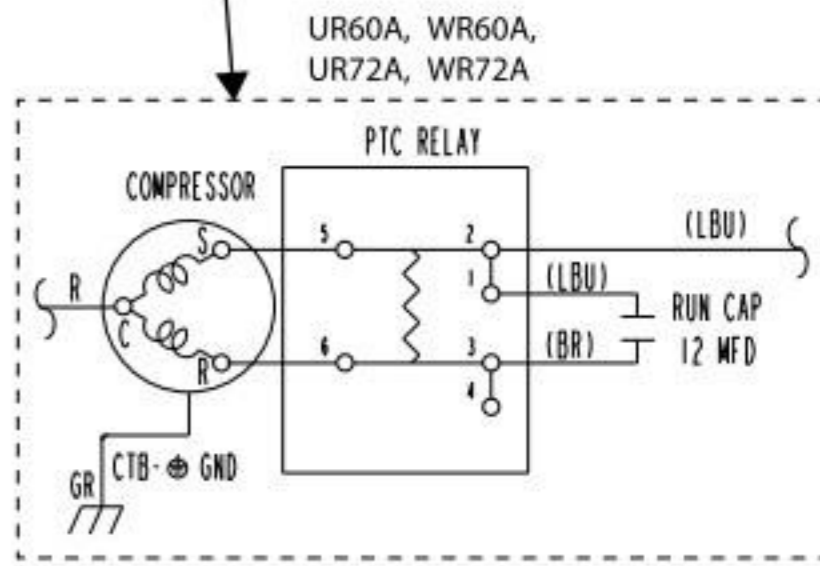 UR60A, WR60A,
UR72A, WR72A
PTC RELAY
COMPRESSOR
S
5
2
(LBU)
R
1
(LBU)
C
RUN CAP
12 MFD
R
6
3
(BR)
4
CTB- GND
GR